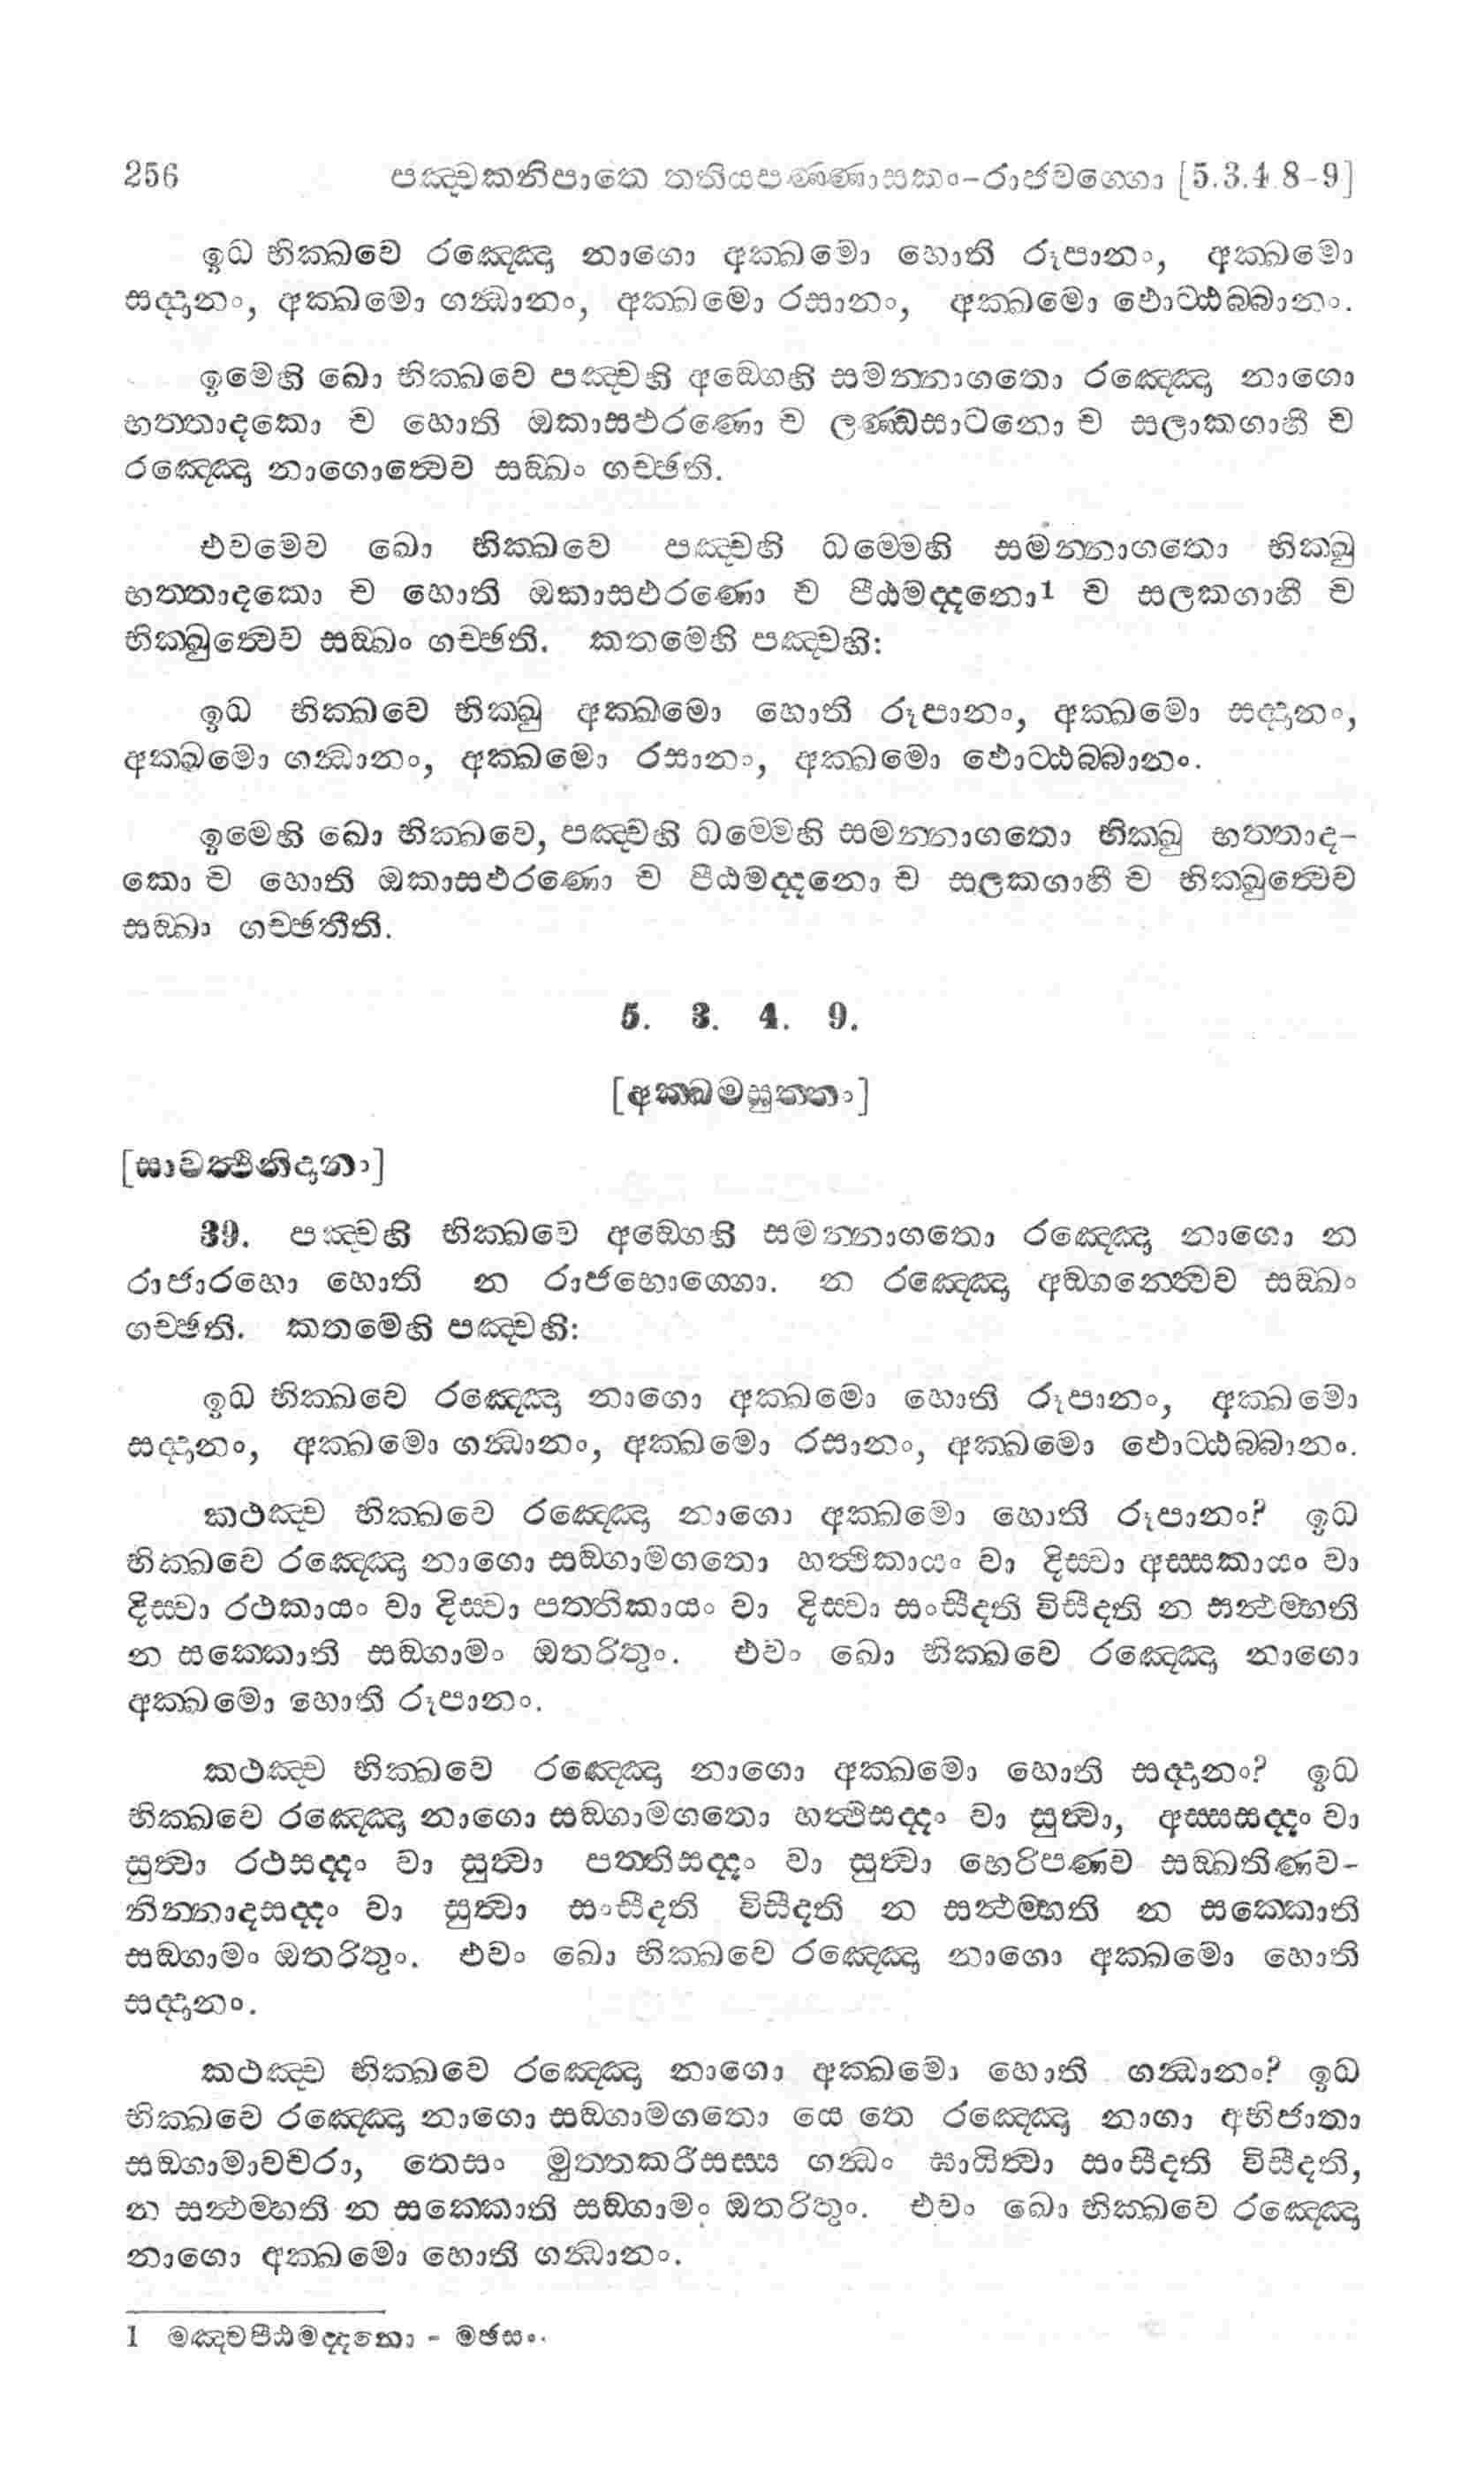 256 පඤ්චකනිපාතෙ තතියපණ්ණාසකං-රාජවග්ගො [5.3.4.8-9]
ඉධ භික්ඛවෙ රඤ්ඤො නාගො අක්ඛමො හොති රූපානං, අක්ඛමො
සද්දානං, අක්ඛමො ගන්ධානං, අක්ඛමො රසානං, අක්ඛමො ඵොට්ඨබ්බානං.
ඉමෙහි ඛො භික්ඛවෙ පඤ්චහි අඞ්ගෙහි සමන්නාගතො රඤ්ඤො නාගො
භත්තාදකො ච හොති ඔකාසඵරණො ච ලණ්ඩසාටනො ච සලාකගාහී ච
රඤ්ඤො නාගොත්වෙව සඞ්ඛං ගච්ඡති.
එවමෙව ඛො භික්ඛවෙ පඤ්චහි ධම්මෙහි සමන්නාගතො භික්ඛු
භත්තාදකො ච හොති ඔකාසඵරණො ච පීඨමද්දනො1 ච සලකගාහී ච
භික්ඛුත්වෙව සඞ්ඛං ගච්ඡති. කතමෙහි පඤ්චහි:
ඉධ භික්ඛවෙ භික්ඛු අක්ඛමො හොති රූපානං, අක්ඛමො සද්දානං,
අක්ඛමො ගන්ධානං, අක්ඛමො රසානං, අක්ඛමො ඵොට්ඨබ්බානං.
ඉමෙහි ඛො භික්ඛවෙ, පඤ්චහි ධම්මෙහි සමන්නාගතො භික්ඛු භත්තාද-
කො ච හොති ඔකාසඵරණො ච පීඨමද්දනො ච සලකගාහී ච භික්ඛුත්වෙව
සඞ්ඛා ගච්ඡතීති.
5. 3. 4. 9.
[අක්ඛමසුත්තං]
[සාවත්ථිනිදානං]
39. පඤ්චහි භික්ඛවෙ අඞ්ගෙහි සමන්නාගතො රඤ්ඤො නාගො න
රාජාරහො හොති න රාජභොග්ගො. න රඤ්ඤො අඞ්ගන්ත්වෙව සඞ්ඛං
ගච්ඡති. කතමෙහි පඤ්චහි:
ඉධ භික්ඛවෙ රඤ්ඤො නාගො අක්ඛමො හොති රූපානං, අක්ඛමො
සද්දානං, අක්ඛමො ගන්ධානං, අක්ඛමො රසානං, අක්ඛමො ඵොට්ඨබ්බානං.
කථඤ්ච භික්ඛවෙ රඤ්ඤො නාගො අක්ඛමො හොති රූපානං? ඉධ
භික්ඛවෙ රඤ්ඤො නාගො සඞ්ගාමගතො හත්ථිකායං වා දිස්වා අස්සකායං වා
දිස්වා රථකායං වා දිස්වා පත්තිකායං වා දිස්වා සංසීදති විසීදති න සන්ථම්භති
න සක්කොති සඞ්ගාමං ඔතරිතුං. එවං ඛො භික්ඛවෙ රඤ්ඤො නාගො
අක්ඛමො හොති රූපානං.
කථඤ්ච භික්ඛවෙ රඤ්ඤො නාගො අක්ඛමො හොති සද්දානං? ඉධ
භික්ඛවෙ රඤ්ඤො නාගො සඞ්ගාමගතො හත්ථිසද්දං වා සුත්වා, අස්සසද්දං වා
සුත්වා රථසද්දං වා සුත්වා පත්තිසද්දං වා සුත්වා භෙරිපණව සඞ්ඛතිණව-
නින්නාදසද්දං වා සුත්වා සංසීදති විසීදති න සන්ථම්භති න සක්කොති
සඞ්ගාමං ඔතරිතුං. එවං ඛො භික්ඛවෙ රඤ්ඤො නාගො අක්ඛමො හොති
සද්දානං.
කථඤ්ච භික්ඛවෙ රඤ්ඤො නාගො අක්ඛමො හොති ගන්ධානං? ඉධ
භික්ඛවෙ රඤ්ඤො නාගො සඞ්ගාමගතො යෙ තෙ රඤ්ඤො නාගා අභිජාතා
සඞ්ගාමාවචරා, තෙසං මුත්තකරීසස්ස ගන්ධං ඝායිත්වා සංසීදති විසීදති,
න සන්ථම්භති න සක්කොති සඞ්ගාමං ඔතරිතුං. එවං ඛො භික්ඛවෙ රඤ්ඤො
නාගො අක්ඛමො හොති ගන්ධානං.
1 මඤ්චපීඨමද්දනො - මඡසං.